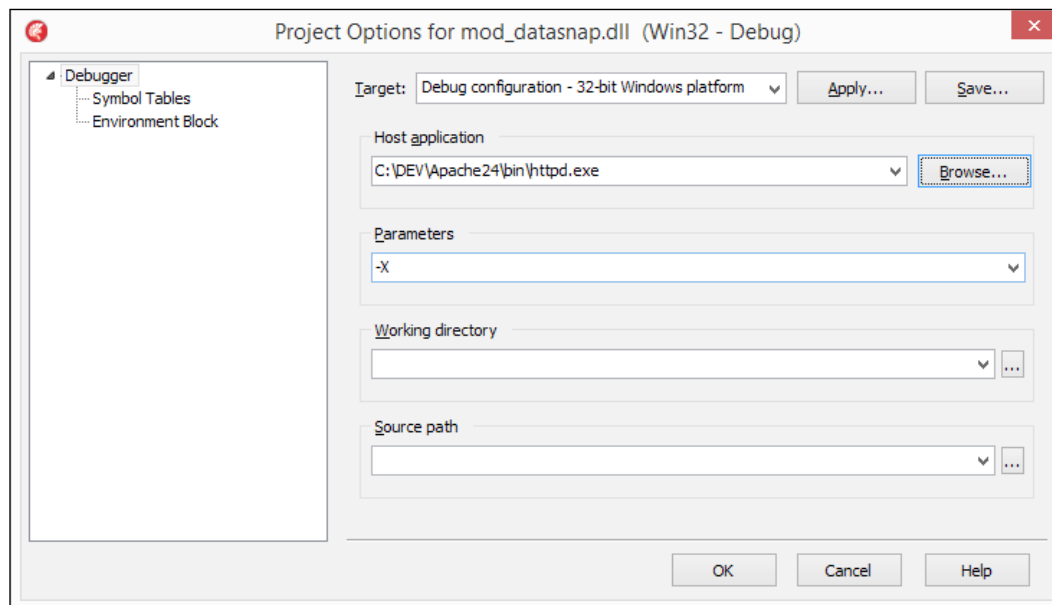 Project Options for mod_datasnap.dll (Win32 - Debug)
Debugger
Symbol Tables
Environment Block
Target: Debug configuration - 32-bit Windows platform Apply... Save...
Host application
C:\DEV\Apache24\bin\httpd.exe Browse...
Parameters
-X
Working directory
...
Source path
...
OK Cancel Help